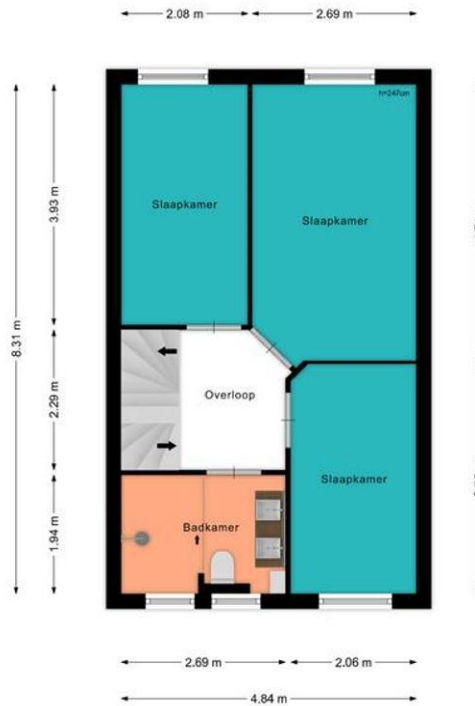 2.08 m
2.69 m
h=247cm
Slaapkamer
Slaapkamer
3.93 m
8.31 m
2.29 m
Overloop
Slaapkamer
1.94 m
Badkamer
2.69 m
2.06 m
4.84 m